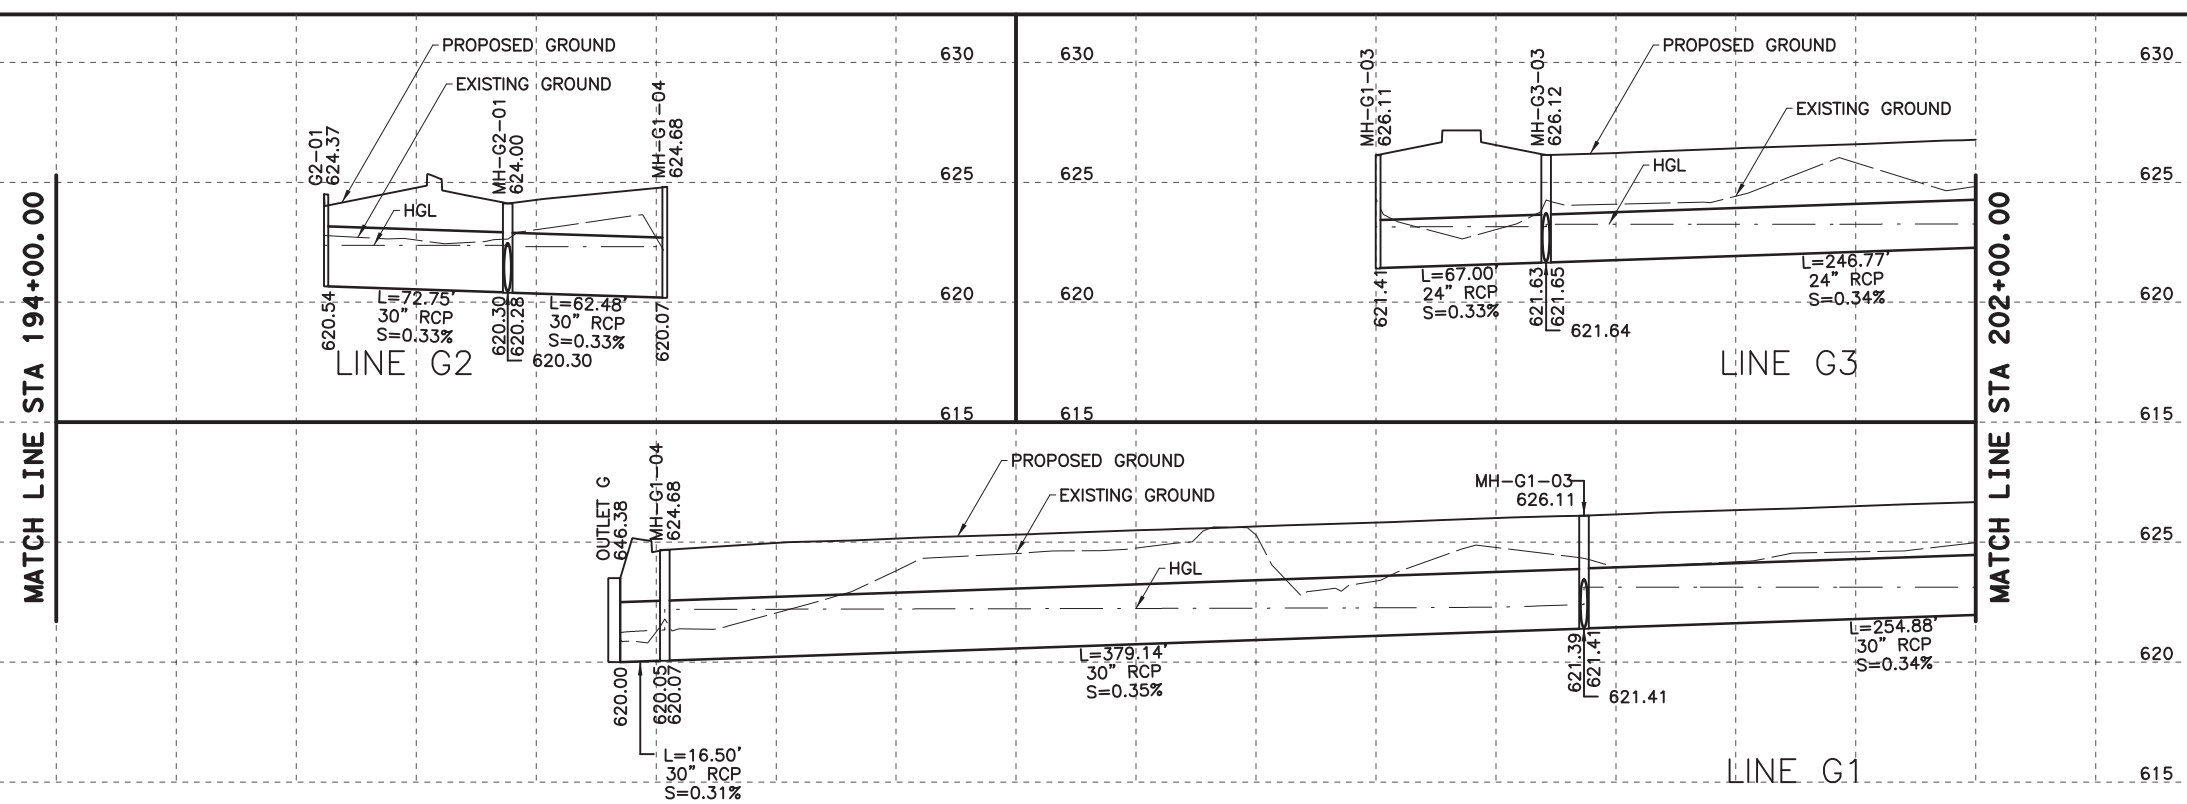 MATCH LINE STA 194+00.00
PROPOSED GROUND
EXISTING GROUND
HGL
G2-01
624.37
MH-G2-01
624.00
MH-G1-04
624.68
620.54
L=72.75'
30" RCP
S=0.33%
620.30
620.28
620.30
L=62.48'
30" RCP
S=0.33%
620.07
LINE G2
630
625
620
615
630
625
620
615
MH-G1-03
626.11
MH-G3-03
626.12
PROPOSED GROUND
EXISTING GROUND
HGL
621.41
L=67.00'
24" RCP
S=0.33%
621.63
621.65
621.64
L=246.77'
24" RCP
S=0.34%
LINE G3
MATCH LINE STA 202+00.00
630
625
620
615
OUTLET G
646.38
MH-G1-04
624.68
PROPOSED GROUND
EXISTING GROUND
HGL
MH-G1-03
626.11
620.00
620.05
620.07
L=16.50'
30" RCP
S=0.31%
L=379.14'
30" RCP
S=0.35%
621.39
621.41
621.41
L=254.88'
30" RCP
S=0.34%
LINE G1
625
620
615